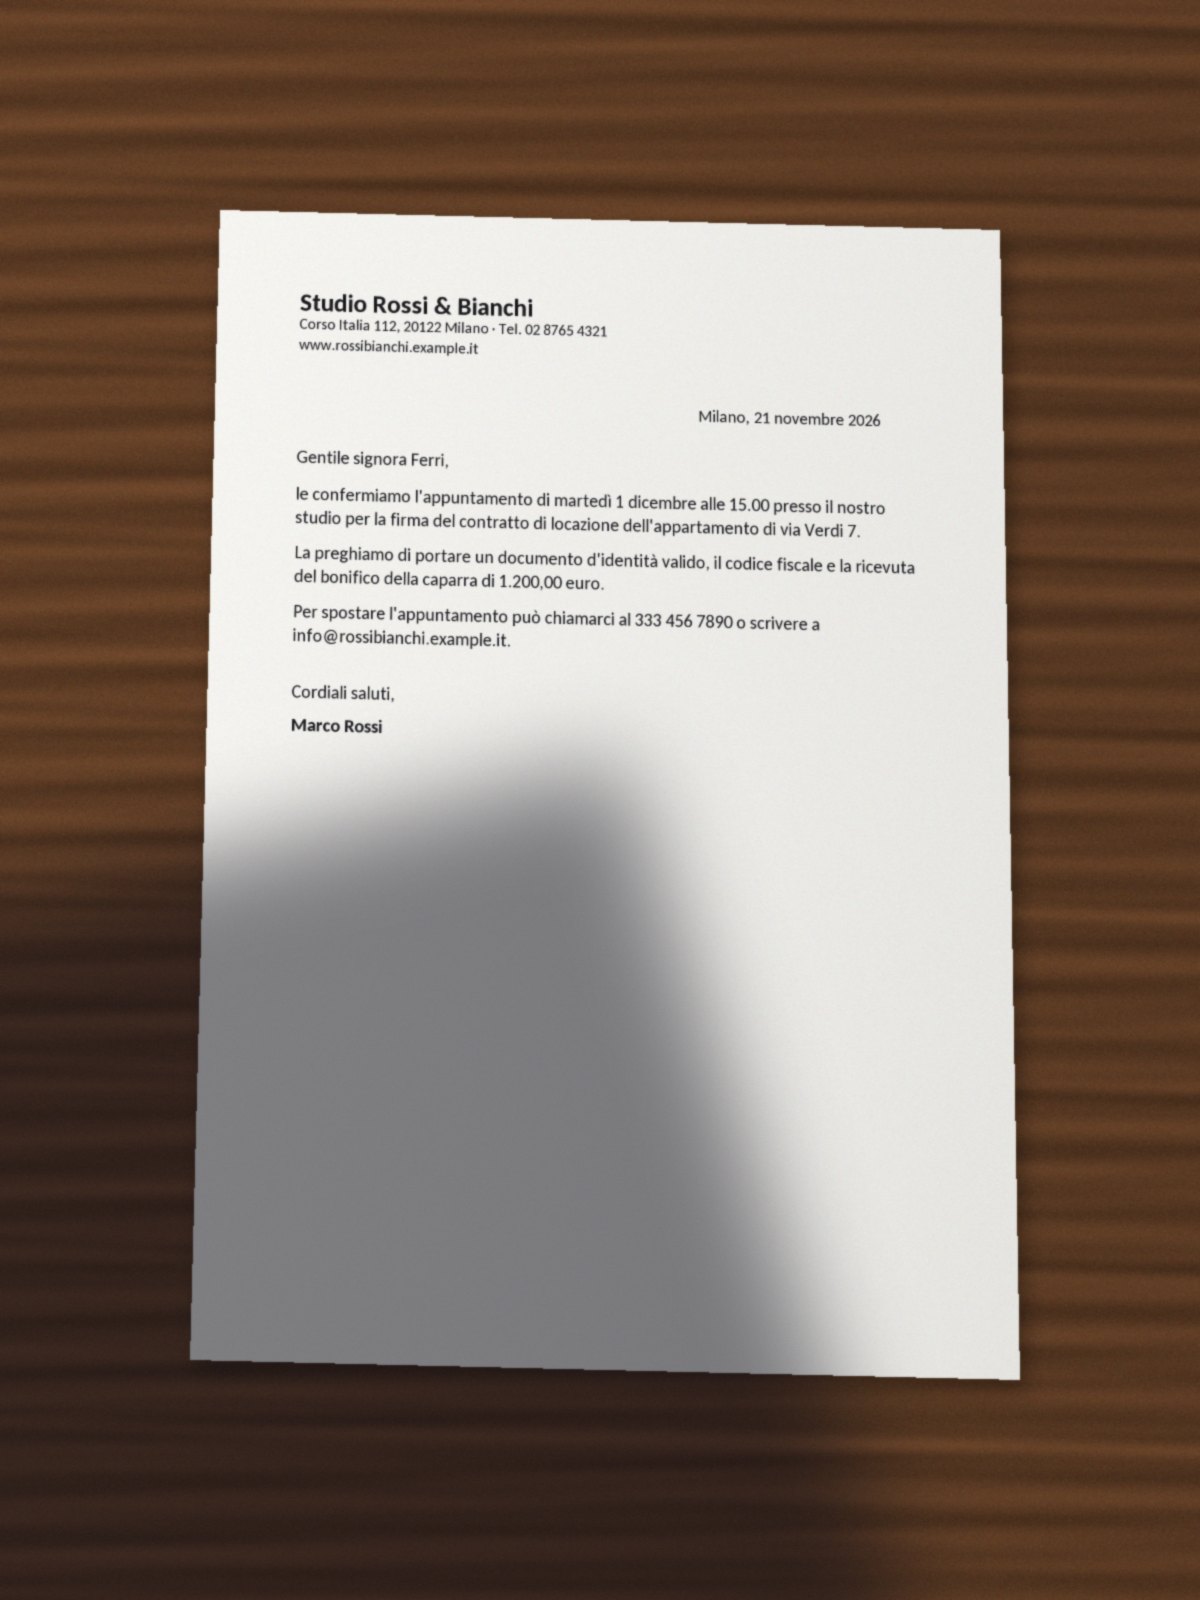 Studio Rossi & Bianchi
Corso Italia 112, 20122 Milano · Tel. 02 8765 4321
www.rossibianchi.example.it
Milano, 21 novembre 2026
Gentile signora Ferri,
le confermiamo l'appuntamento di martedì 1 dicembre alle 15.00 presso il nostro
studio per la firma del contratto di locazione dell'appartamento di via Verdi 7.
La preghiamo di portare un documento d'identità valido, il codice fiscale e la ricevuta
del bonifico della caparra di 1.200,00 euro.
Per spostare l'appuntamento può chiamarci al 333 456 7890 o scrivere a
info@rossibianchi.example.it.
Cordiali saluti,
Marco Rossi